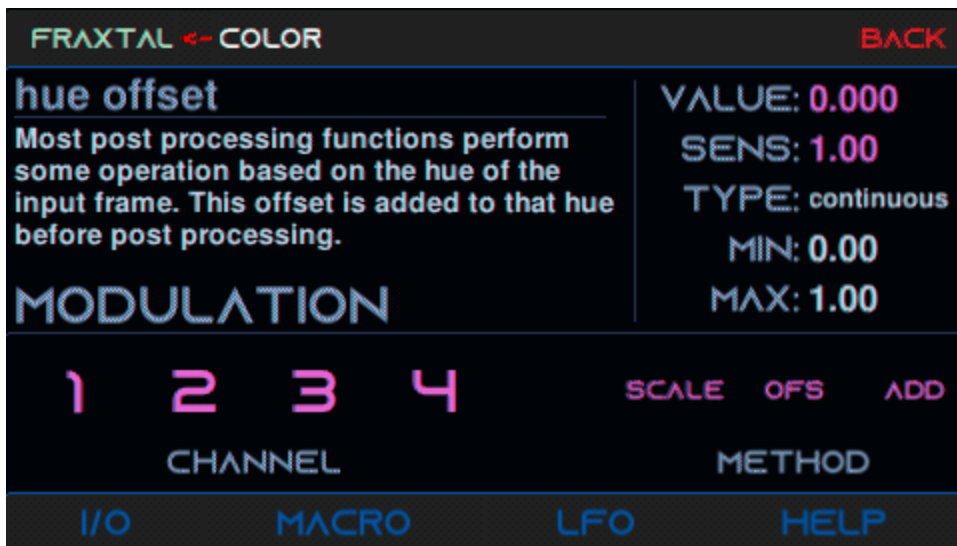 FRAXTAL <- COLOR BACK
hue offset
Most post processing functions perform
some operation based on the hue of the
input frame. This offset is added to that hue
before post processing.
MODULATION
VALUE: 0.000
SENS: 1.00
TYPE: continuous
MIN: 0.00
MAX: 1.00
1 2 3 4 SCALE OFS ADD
CHANNEL METHOD
I/O MACRO LFO HELP